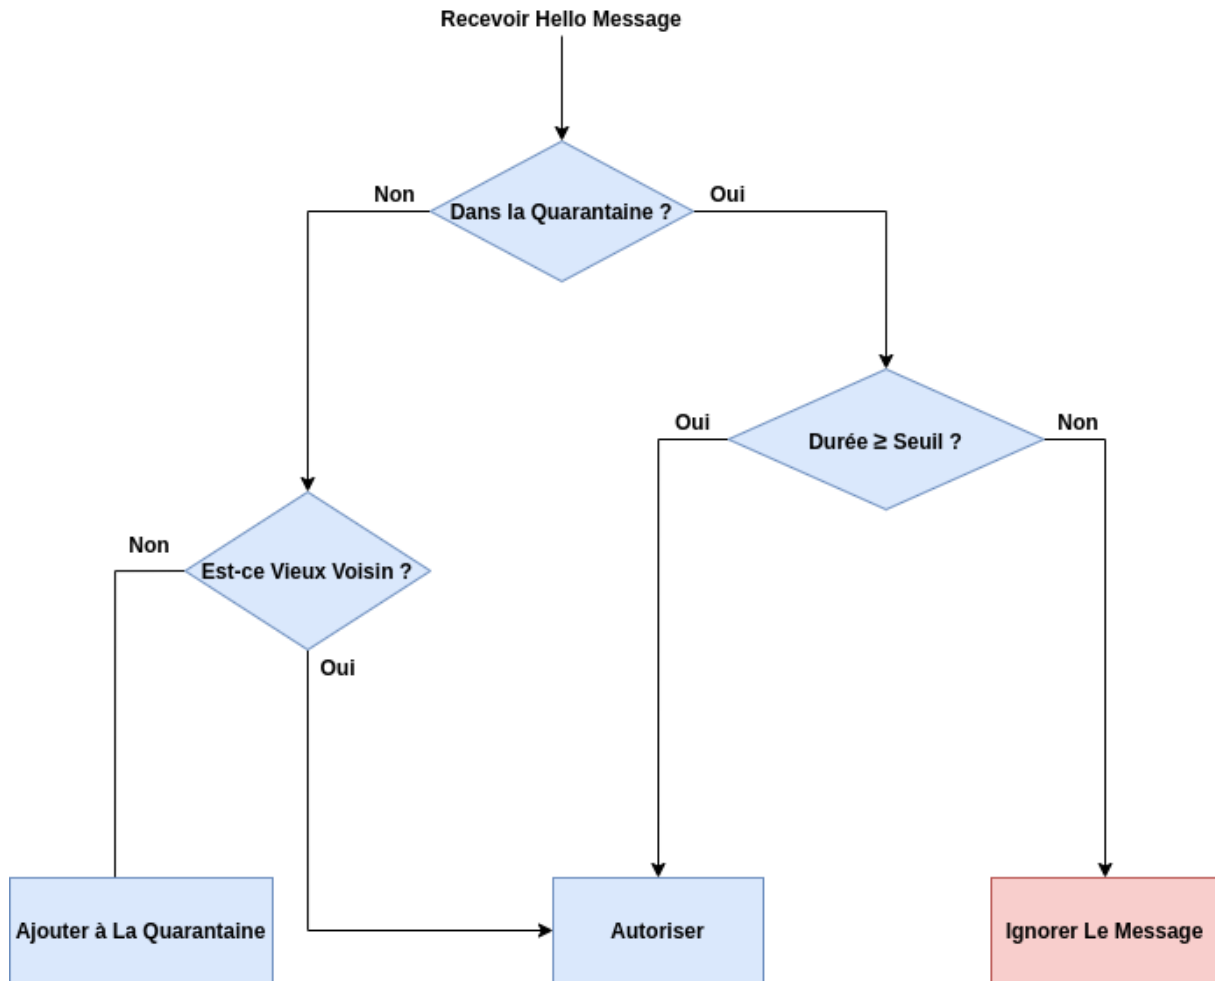 Recevoir Hello Message
Non
Dans la Quarantaine ?
Oui
Oui
Durée ≥ Seuil ?
Non
Non
Est-ce Vieux Voisin ?
Oui
Ajouter à La Quarantaine
Autoriser
Ignorer Le Message